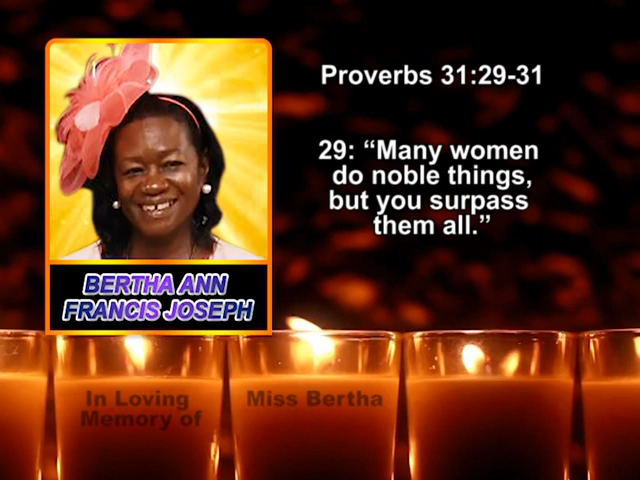 Proverbs 31:29-31
29: “Many women
do noble things,
but you surpass
them all.”
BERTHA ANN
FRANCIS JOSEPH
In Loving
Memory of
Miss Bertha